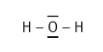 H – O – H